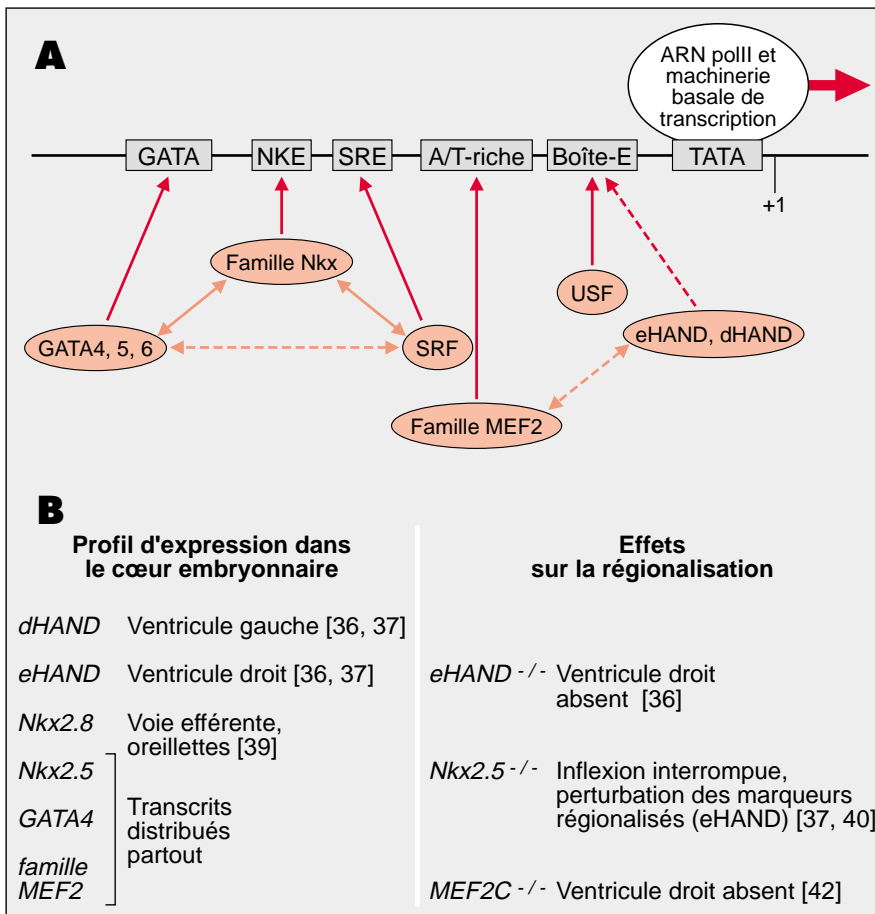 A
ARN polII et
machinerie
basale de
transcription
GATA NKE SRE A/T-riche Boîte-E TATA
+1
Famille Nkx
USF
GATA4, 5, 6
SRF
eHAND, dHAND
Famille MEF2
B
Profil d'expression dans
le cœur embryonnaire
dHAND Ventricule gauche [36, 37]
eHAND Ventricule droit [36, 37]
Nkx2.8 Voie efférente,
oreillettes [39]
Nkx2.5
GATA4
famille
MEF2
Transcrits
distribués
partout
Effets
sur la régionalisation
eHAND -/- Ventricule droit
absent [36]
Nkx2.5 -/- Inflexion interrompue,
perturbation des marqueurs
régionalisés (eHAND) [37, 40]
MEF2C -/- Ventricule droit absent [42]